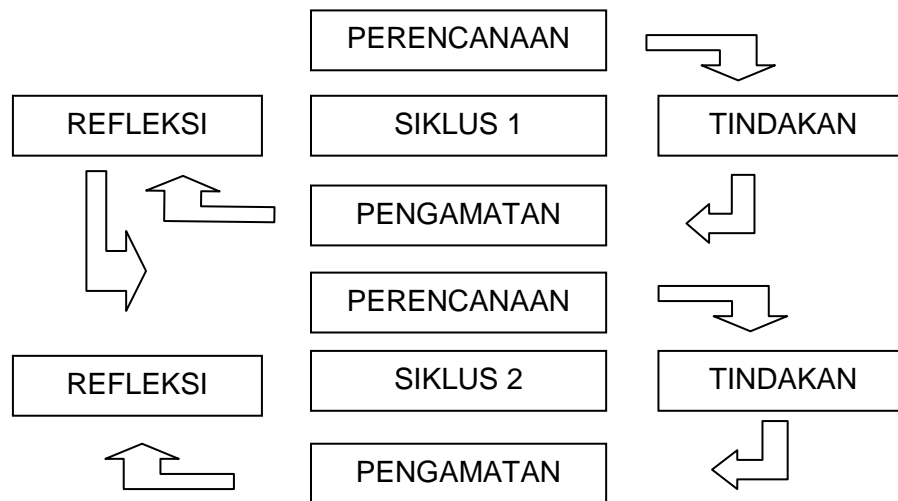 PERENCANAAN
REFLEKSI
SIKLUS 1
TINDAKAN
PENGAMATAN
PERENCANAAN
REFLEKSI
SIKLUS 2
TINDAKAN
PENGAMATAN